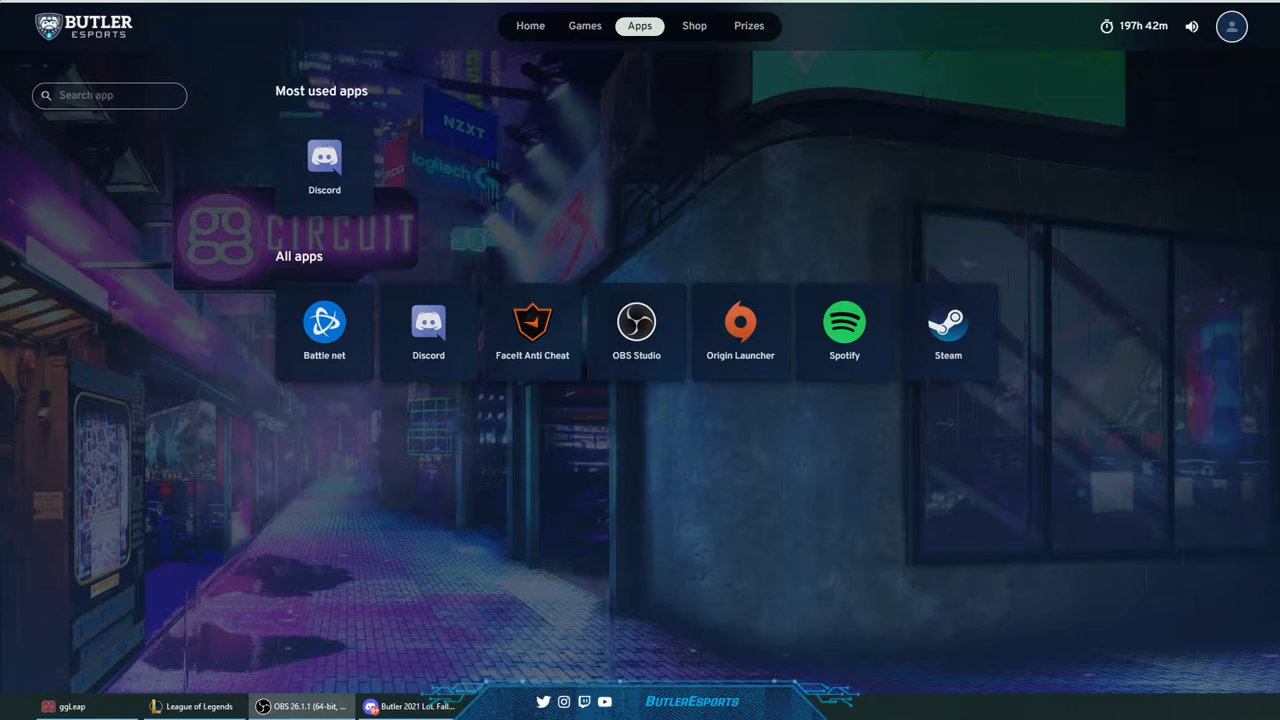 BUTLER
ESPORTS
Home
Games
Apps
Shop
Prizes
197h 42m
Search app
Most used apps
NZXT
ROG
logitech G
Discord
CIRCUIT
All apps
Battle net
Discord
FaceIt Anti Cheat
OBS Studio
Origin Launcher
Spotify
Steam
ggLeap
League of Legends
OBS 26.1.1 (64-bit, ...
Butler 2021 LoL Fall...
BUTLERESPORTS